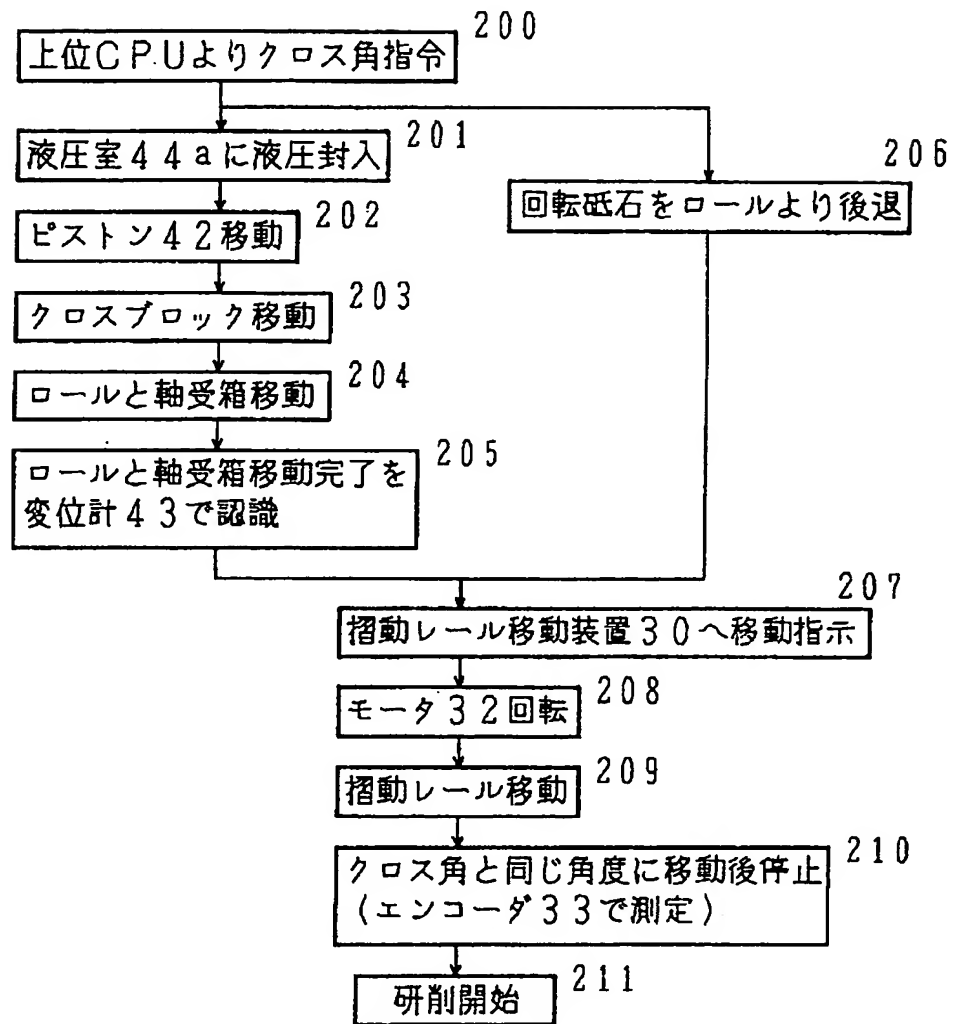 200
上位CPUよりクロス角指令
201
液圧室44aに液圧封入
206
回転砥石をロールより後退
202
ピストン42移動
203
クロスブロック移動
204
ロールと軸受箱移動
205
ロールと軸受箱移動完了を
変位計43で認識
207
摺動レール移動装置30へ移動指示
208
モータ32回転
209
摺動レール移動
210
クロス角と同じ角度に移動後停止
(エンコーダ33で測定)
211
研削開始